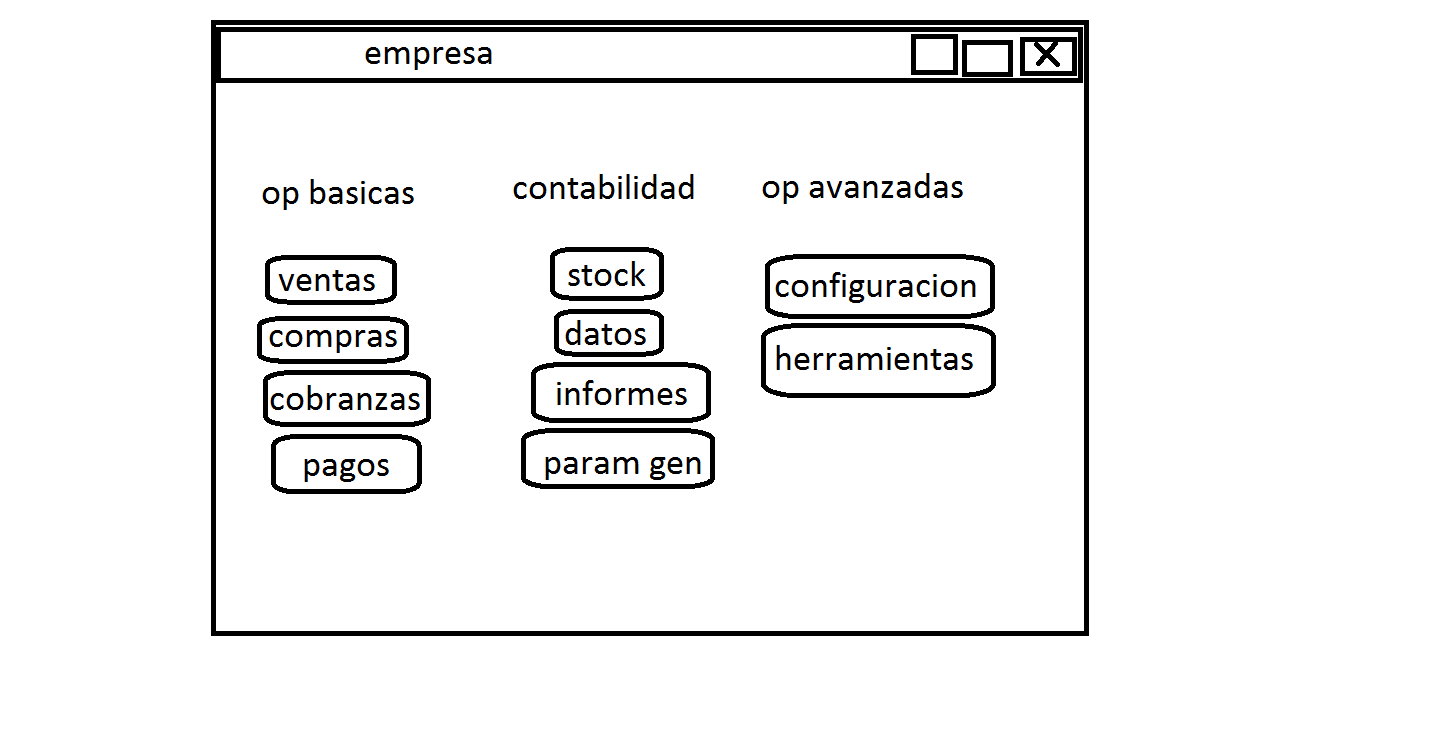 empresa
op basicas
ventas
compras
cobranzas
pagos
contabilidad
stock
datos
informes
param gen
op avanzadas
configuracion
herramientas